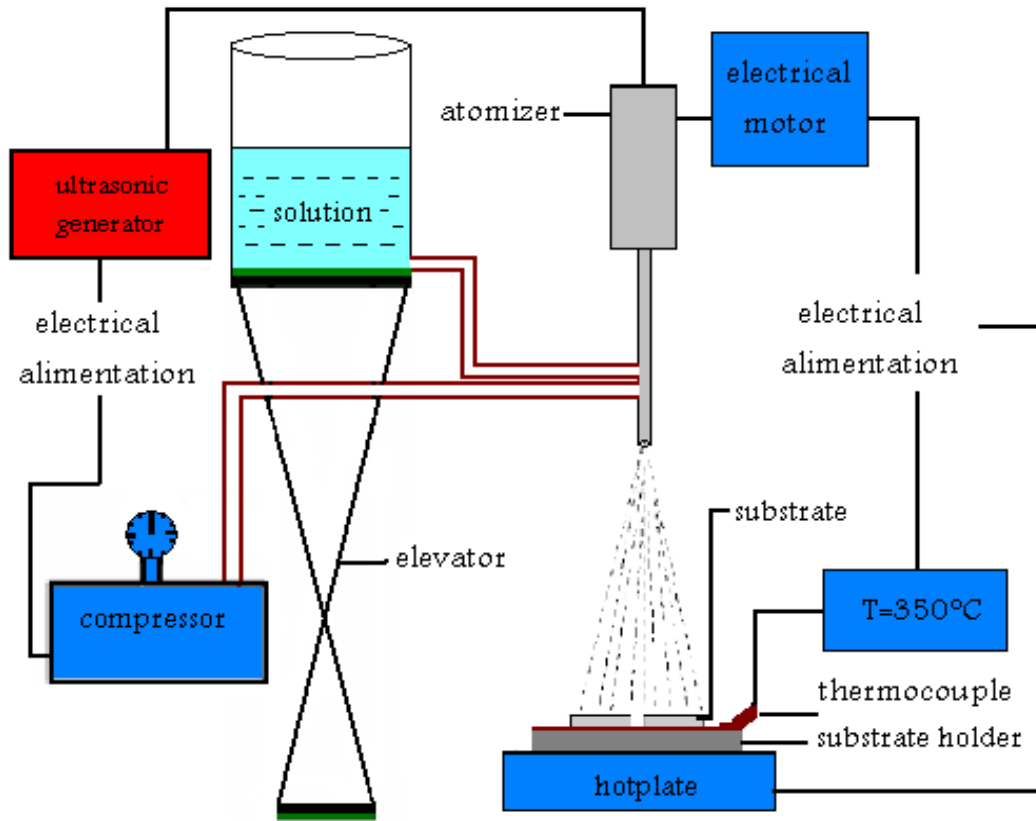 electrical
motor
atomizer
ultrasonic
generator
solution
electrical
alimentation
electrical
alimentation
substrate
elevator
compressor
T=350°C
thermocouple
substrate holder
hotplate